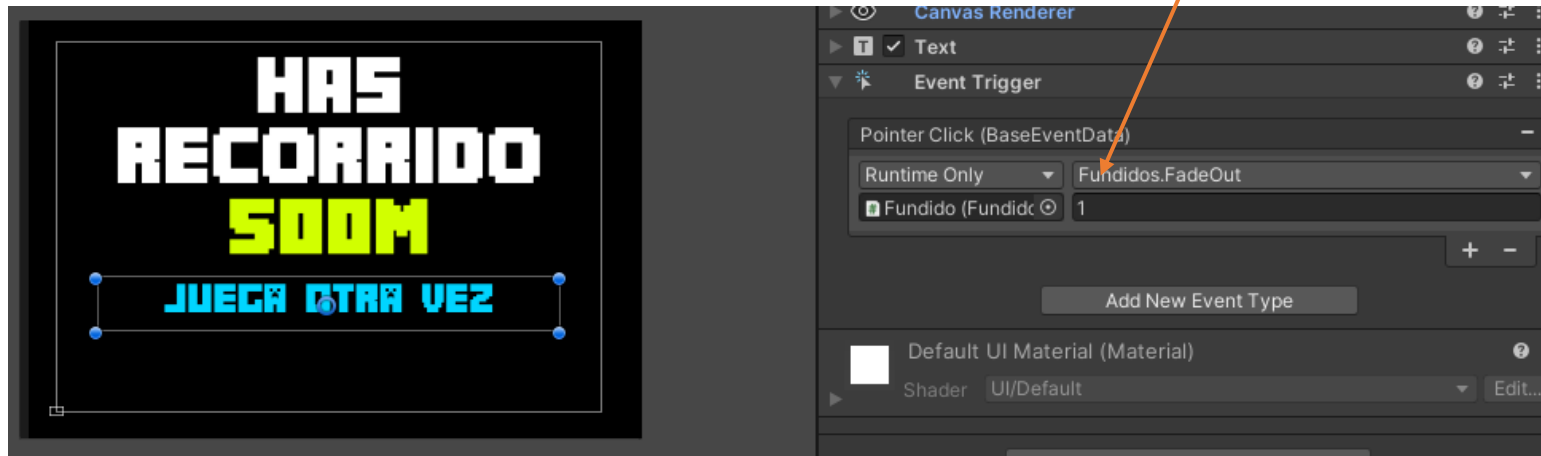 HAS
RECORRIDO
500M
JUEGA OTRA VEZ
Canvas Renderer
Text
Event Trigger
Pointer Click (BaseEventData)
Runtime Only Fundidos.FadeOut
Fundido (Fundido 1
Add New Event Type
Default UI Material (Material)
Shader UI/Default Edit...